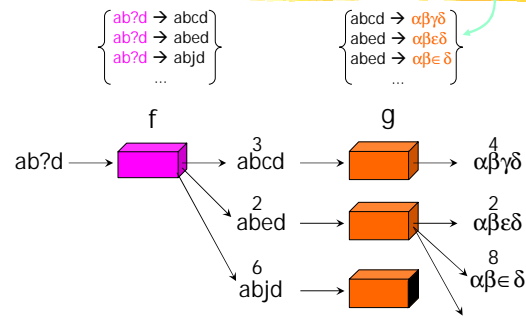 ab?d → abcd
ab?d → abed
ab?d → abjd
...
abcd → αβγδ
abed → αβεδ
abed → αβ∈δ
...
f
g
3
4
ab?d
abcd
αβγδ
2
2
abed
αβεδ
6
8
abjd
αβ∈δ